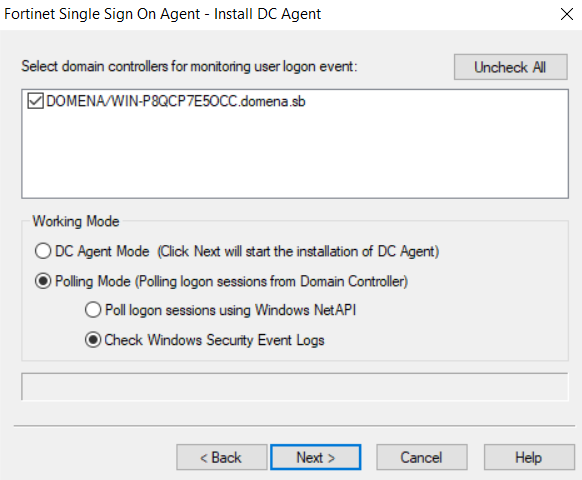 Fortinet Single Sign On Agent - Install DC Agent
Select domain controllers for monitoring user logon event:
Uncheck All
DOMENA/WIN-P8QCP7E5OCC.domena.sb
Working Mode
DC Agent Mode (Click Next will start the installation of DC Agent)
Polling Mode (Polling logon sessions from Domain Controller)
Poll logon sessions using Windows NetAPI
Check Windows Security Event Logs
< Back
Next >
Cancel
Help